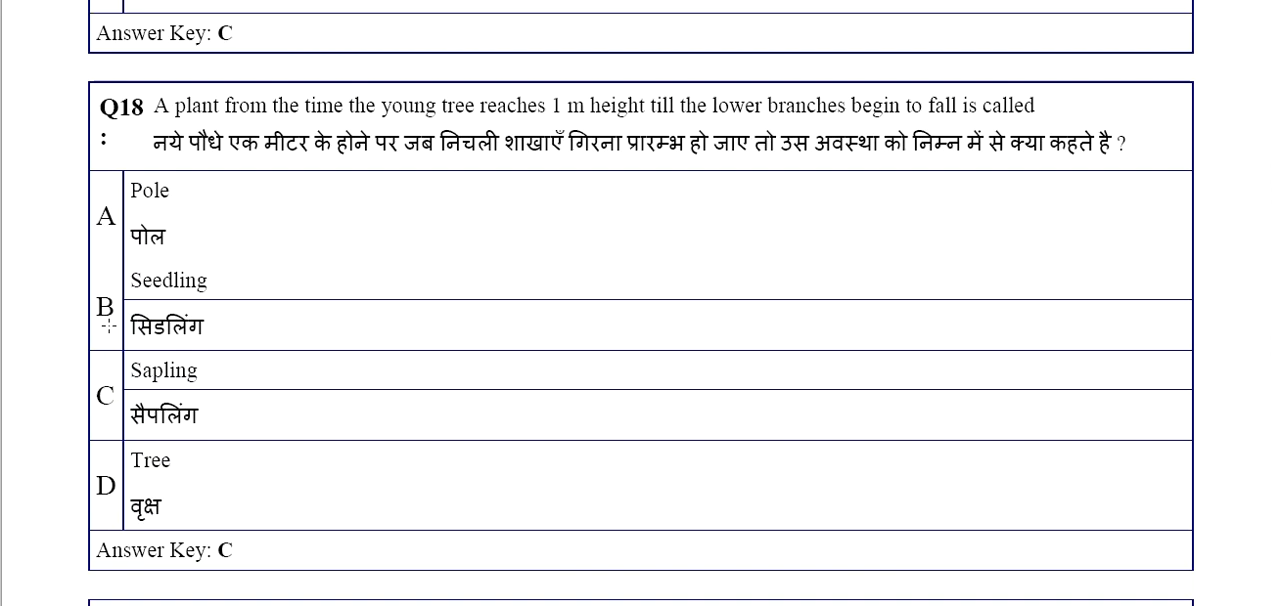 Answer Key: C
Q18 A plant from the time the young tree reaches 1 m height till the lower branches begin to fall is called
: नये पौधे एक मीटर के होने पर जब निचली शाखाएँ गिरना प्रारम्भ हो जाए तो उस अवस्था को निम्न में से क्या कहते है ?
A
Pole
पोल
B
Seedling
सिडलिंग
C
Sapling
सैपलिंग
D
Tree
वृक्ष
Answer Key: C